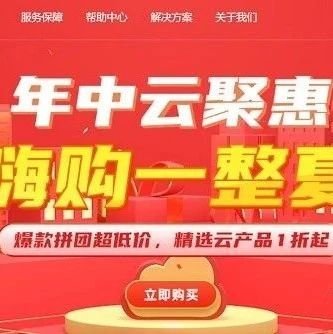 服务保障 帮助中心 解决方案 关于我们
年中云聚惠
嗨购一整夏
爆款拼团超低价，精选云产品1折起
立即购买